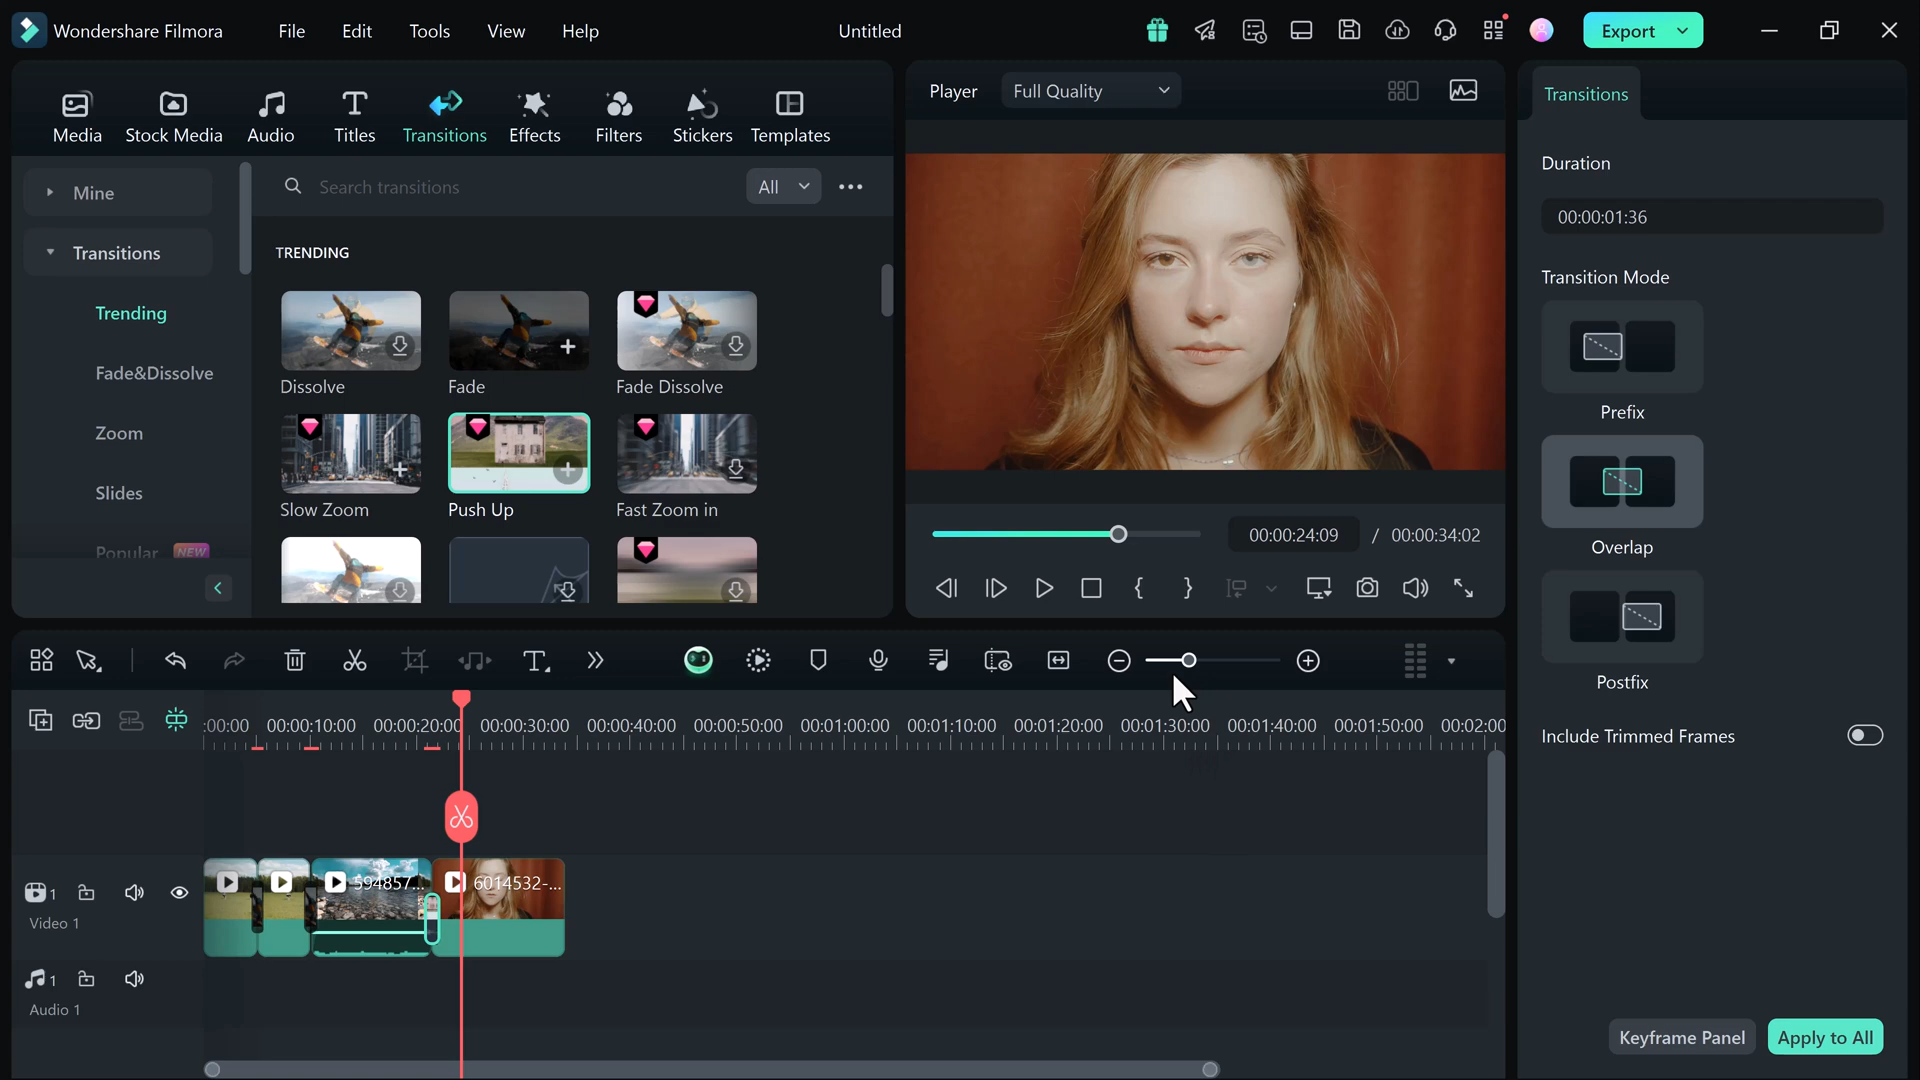 Wondershare Filmora
File
Edit
Tools
View
Help
Untitled
Export
Media
Stock Media
Audio
Titles
Transitions
Effects
Filters
Stickers
Templates
Mine
Transitions
Trending
Fade&Dissolve
Zoom
Slides
Popular NEW
Search transitions
All
TRENDING
Dissolve
Fade
Fade Dissolve
Slow Zoom
Push Up
Fast Zoom in
Player
Full Quality
00:00:24:09 / 00:00:34:02
Transitions
Duration
00:00:01:36
Transition Mode
Prefix
Overlap
Postfix
Include Trimmed Frames
Keyframe Panel
Apply to All
:00:00 00:00:10:00 00:00:20:00 00:00:30:00 00:00:40:00 00:00:50:00 00:01:00:00 00:01:10:00 00:01:20:00 00:01:30:00 00:01:40:00 00:01:50:00 00:02:00
594857...
6014532-...
1
Video 1
1
Audio 1